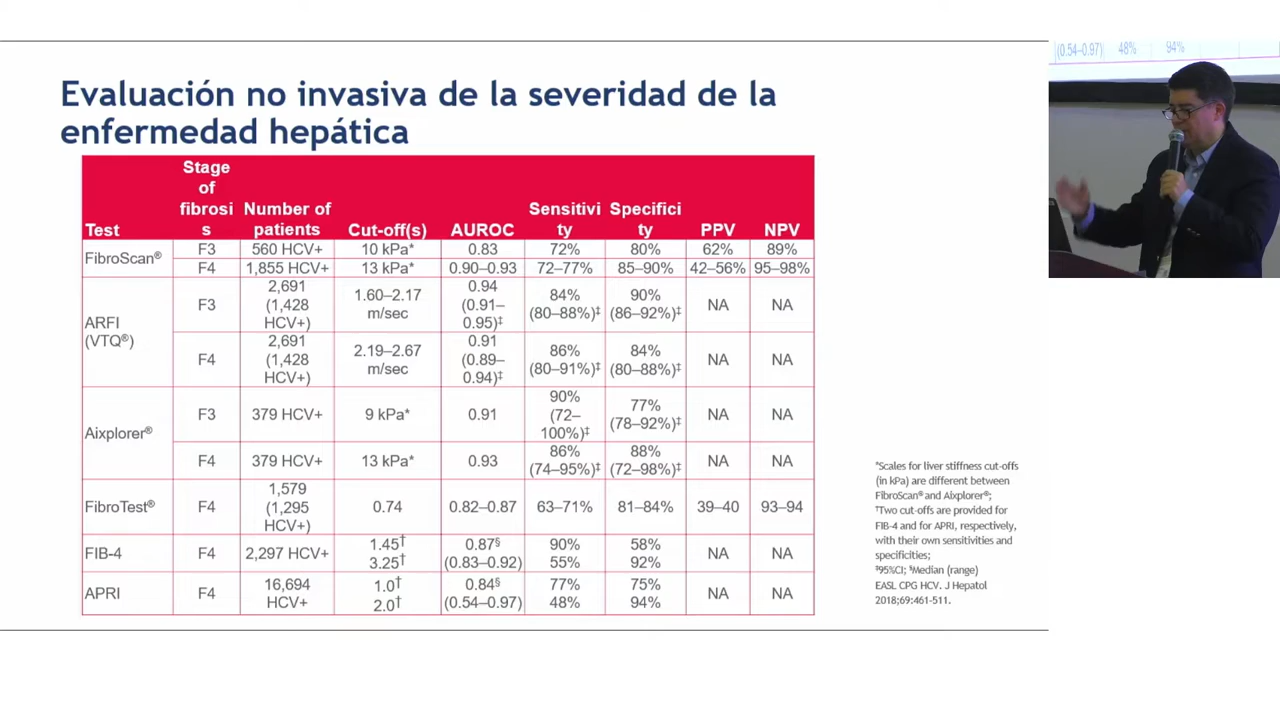 Evaluación no invasiva de la severidad de la
enfermedad hepática
Test Stage of fibrosis Number of patients Cut-off(s) AUROC Sensitivity Specificity PPV NPV
FibroScan® F3 560 HCV+ 10 kPa* 0.83 72% 80% 62% 89%
F4 1,855 HCV+ 13 kPa* 0.90–0.93 72–77% 85–90% 42–56% 95–98%
ARFI (VTQ®) F3 2,691 (1,428 HCV+) 1.60–2.17 m/sec 0.94 (0.91–0.95)‡ 84% (80–88%)‡ 90% (86–92%)‡ NA NA
F4 2,691 (1,428 HCV+) 2.19–2.67 m/sec 0.91 (0.89–0.94)‡ 86% (80–91%)‡ 84% (80–88%)‡ NA NA
Aixplorer® F3 379 HCV+ 9 kPa* 0.91 90% (72–100%)‡ 77% (78–92%)‡ NA NA
F4 379 HCV+ 13 kPa* 0.93 86% (74–95%)‡ 88% (72–98%)‡ NA NA
FibroTest® F4 1,579 (1,295 HCV+) 0.74 0.82–0.87 63–71% 81–84% 39–40 93–94
FIB-4 F4 2,297 HCV+ 1.45† 3.25† 0.87§ (0.83–0.92) 90% 55% 58% 92% NA NA
APRI F4 16,694 HCV+ 1.0† 2.0† 0.84§ (0.54–0.97) 77% 48% 75% 94% NA NA
*Scales for liver stiffness cut-offs
(in kPa) are different between
FibroScan® and Aixplorer®;
†Two cut-offs are provided for
FIB-4 and for APRI, respectively,
with their own sensitivities and
specificities;
‡95%CI; §Median (range)
EASL CPG HCV. J Hepatol
2018;69:461-511.
(0.54–0.97) 48% 94%